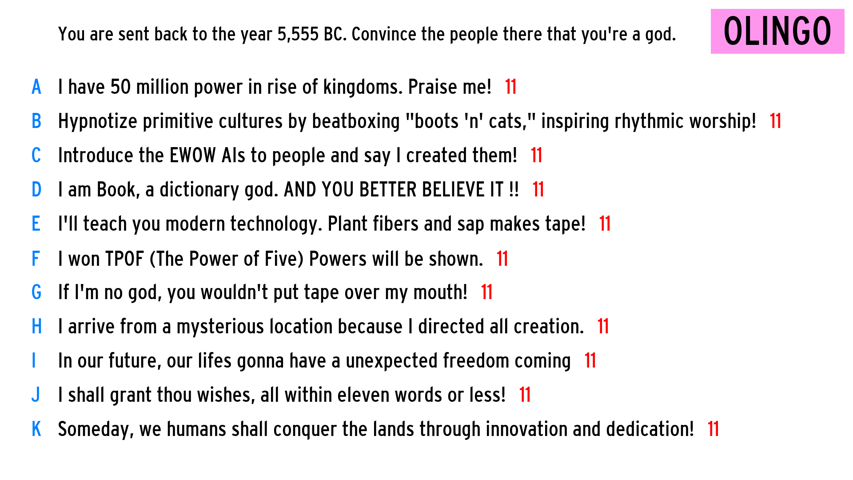 You are sent back to the year 5,555 BC. Convince the people there that you're a god.
OLINGO
A I have 50 million power in rise of kingdoms. Praise me! 11
B Hypnotize primitive cultures by beatboxing "boots 'n' cats," inspiring rhythmic worship! 11
C Introduce the EWOW AIs to people and say I created them! 11
D I am Book, a dictionary god. AND YOU BETTER BELIEVE IT !! 11
E I'll teach you modern technology. Plant fibers and sap makes tape! 11
F I won TPOF (The Power of Five) Powers will be shown. 11
G If I'm no god, you wouldn't put tape over my mouth! 11
H I arrive from a mysterious location because I directed all creation. 11
I In our future, our lifes gonna have a unexpected freedom coming 11
J I shall grant thou wishes, all within eleven words or less! 11
K Someday, we humans shall conquer the lands through innovation and dedication! 11